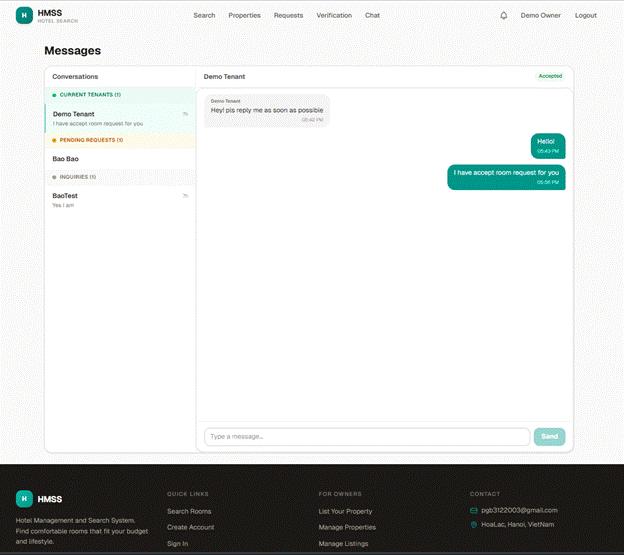 H
HMSS
HOTEL SEARCH
Search
Properties
Requests
Verification
Chat
Demo Owner
Logout
Messages
Conversations
CURRENT TENANTS (1)
Demo Tenant
7h
I have accept room request for you
PENDING REQUESTS (1)
Bao Bao
INQUIRIES (1)
BaoTest
7h
Yes I am
Demo Tenant
Accepted
Demo Tenant
Hey! pls reply me as soon as possible
05:42 PM
Hello!
05:43 PM
I have accept room request for you
05:56 PM
Type a message...
Send
H
HMSS
Hotel Management and Search System.
Find comfortable rooms that fit your budget
and lifestyle.
QUICK LINKS
Search Rooms
Create Account
Sign In
FOR OWNERS
List Your Property
Manage Properties
Manage Listings
CONTACT
pgb3122003@gmail.com
HoaLac, Hanoi, VietNam